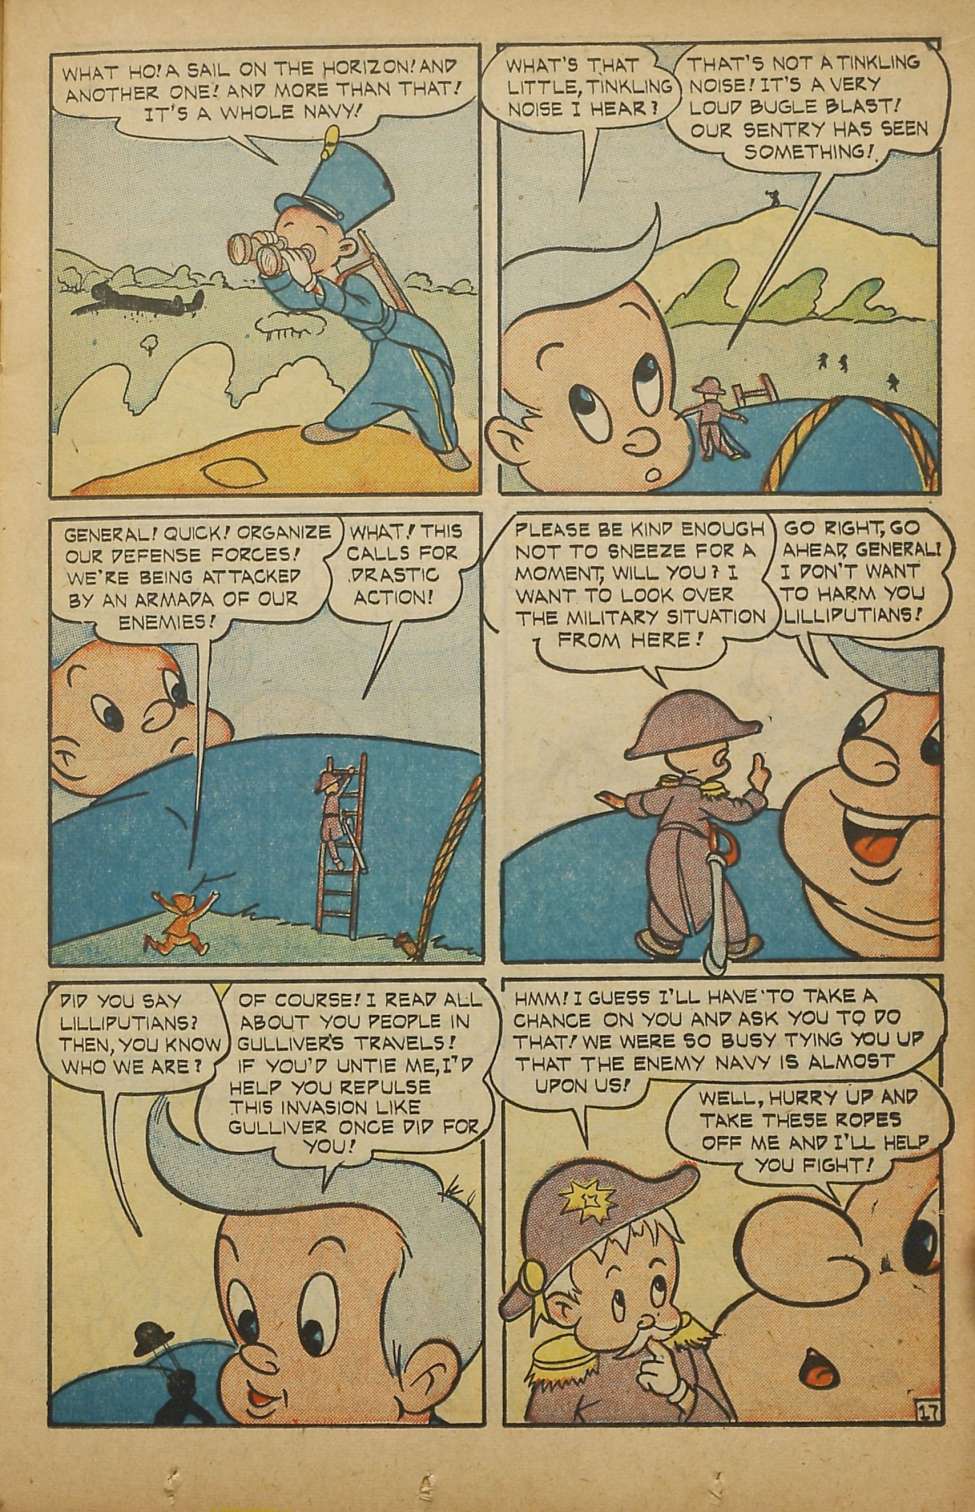 WHAT HO! A SAIL ON THE HORIZON! AND
ANOTHER ONE! AND MORE THAN THAT!
IT'S A WHOLE NAVY!
WHAT'S THAT
LITTLE, TINKLING
NOISE I HEAR?
THAT'S NOT A TINKLING
NOISE! IT'S A VERY
LOUD BUGLE BLAST!
OUR SENTRY HAS SEEN
SOMETHING!
GENERAL! QUICK! ORGANIZE
OUR DEFENSE FORCES!
WE'RE BEING ATTACKED
BY AN ARMADA OF OUR
ENEMIES!
WHAT! THIS
CALLS FOR
DRASTIC
ACTION!
PLEASE BE KIND ENOUGH
NOT TO SNEEZE FOR A
MOMENT, WILL YOU? I
WANT TO LOOK OVER
THE MILITARY SITUATION
FROM HERE!
GO RIGHT, GO
AHEAD, GENERAL!
I DON'T WANT
TO HARM YOU
LILLIPUTIANS!
DID YOU SAY
LILLIPUTIANS?
THEN, YOU KNOW
WHO WE ARE?
OF COURSE! I READ ALL
ABOUT YOU PEOPLE IN
GULLIVER'S TRAVELS!
IF YOU'D UNTIE ME, I'D
HELP YOU REPULSE
THIS INVASION LIKE
GULLIVER ONCE DID FOR
YOU!
HMM! I GUESS I'LL HAVE TO TAKE A
CHANCE ON YOU AND ASK YOU TO DO
THAT! WE WERE SO BUSY TYING YOU UP
THAT THE ENEMY NAVY IS ALMOST
UPON US!
WELL, HURRY UP AND
TAKE THESE ROPES
OFF ME AND I'LL HELP
YOU FIGHT!
17